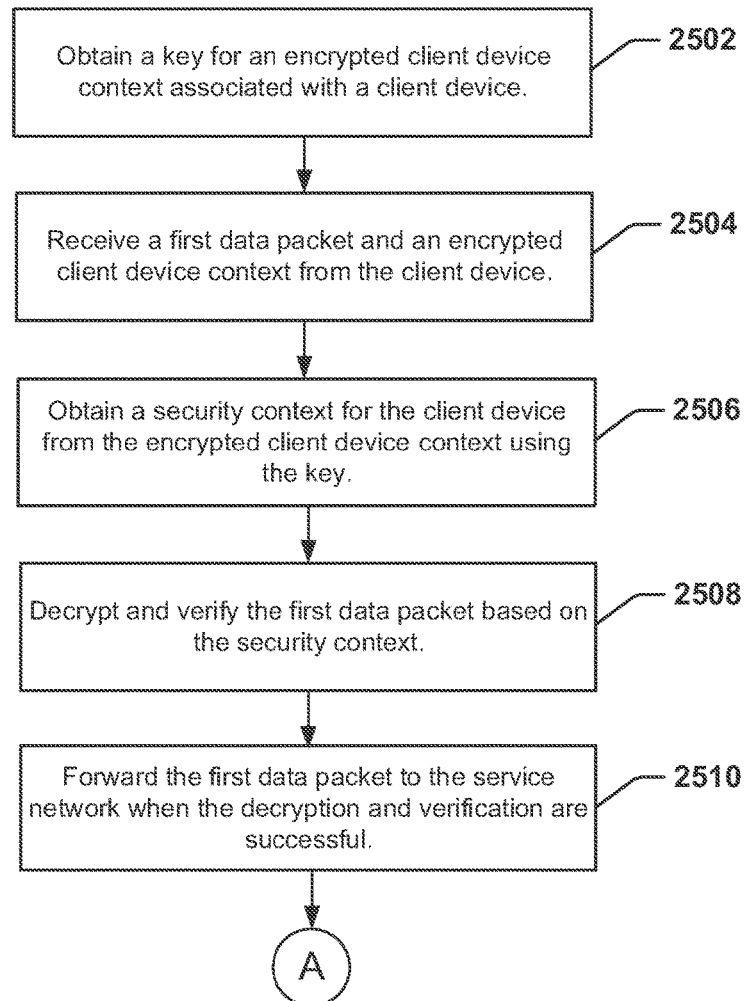 Obtain a key for an encrypted client device
context associated with a client device.
2502
Receive a first data packet and an encrypted
client device context from the client device.
2504
Obtain a security context for the client device
from the encrypted client device context using
the key.
2506
Decrypt and verify the first data packet based on
the security context.
2508
Forward the first data packet to the service
network when the decryption and verification are
successful.
2510
A